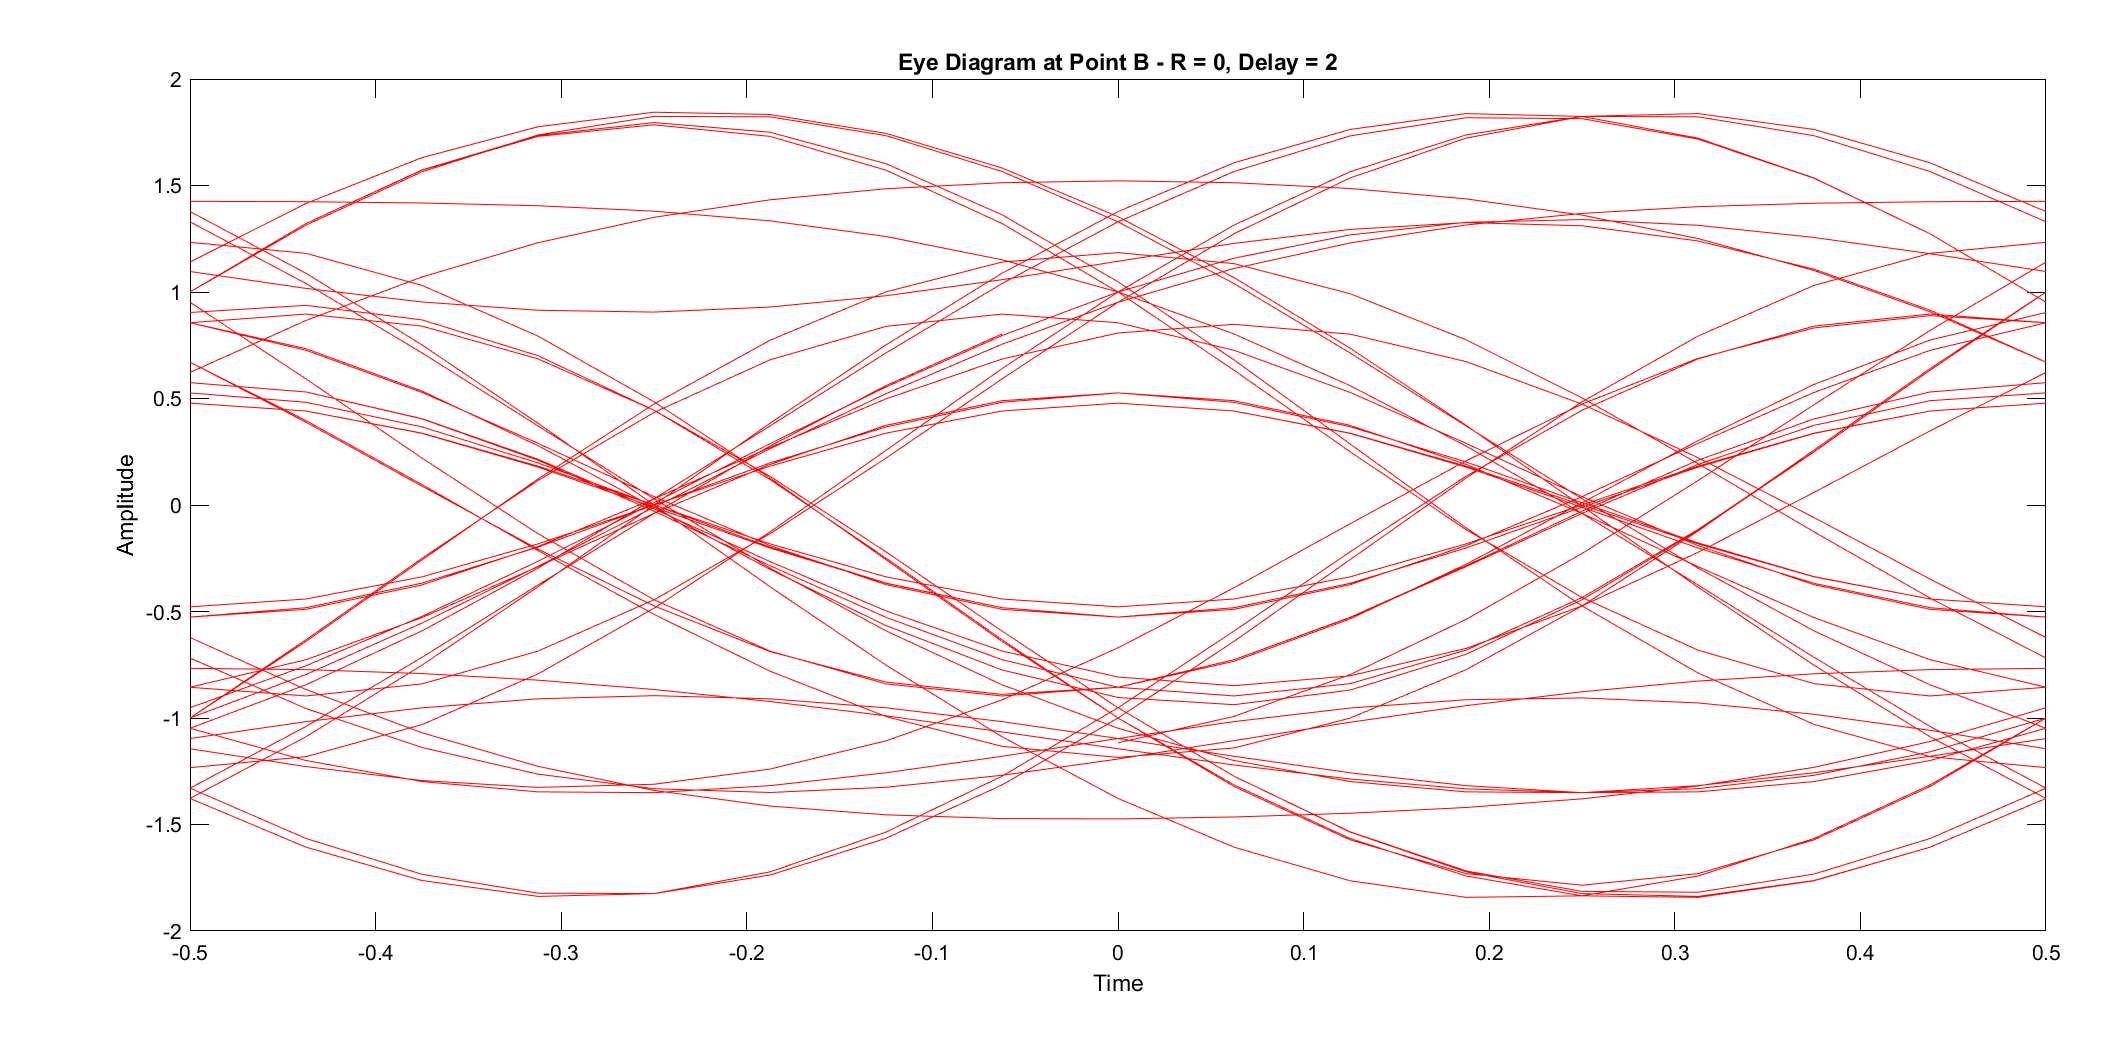 Eye Diagram at Point B - R = 0, Delay = 2
2
1.5
1
0.5
0
-0.5
-1
-1.5
-2
Amplitude
-0.5 -0.4 -0.3 -0.2 -0.1 0 0.1 0.2 0.3 0.4 0.5
Time